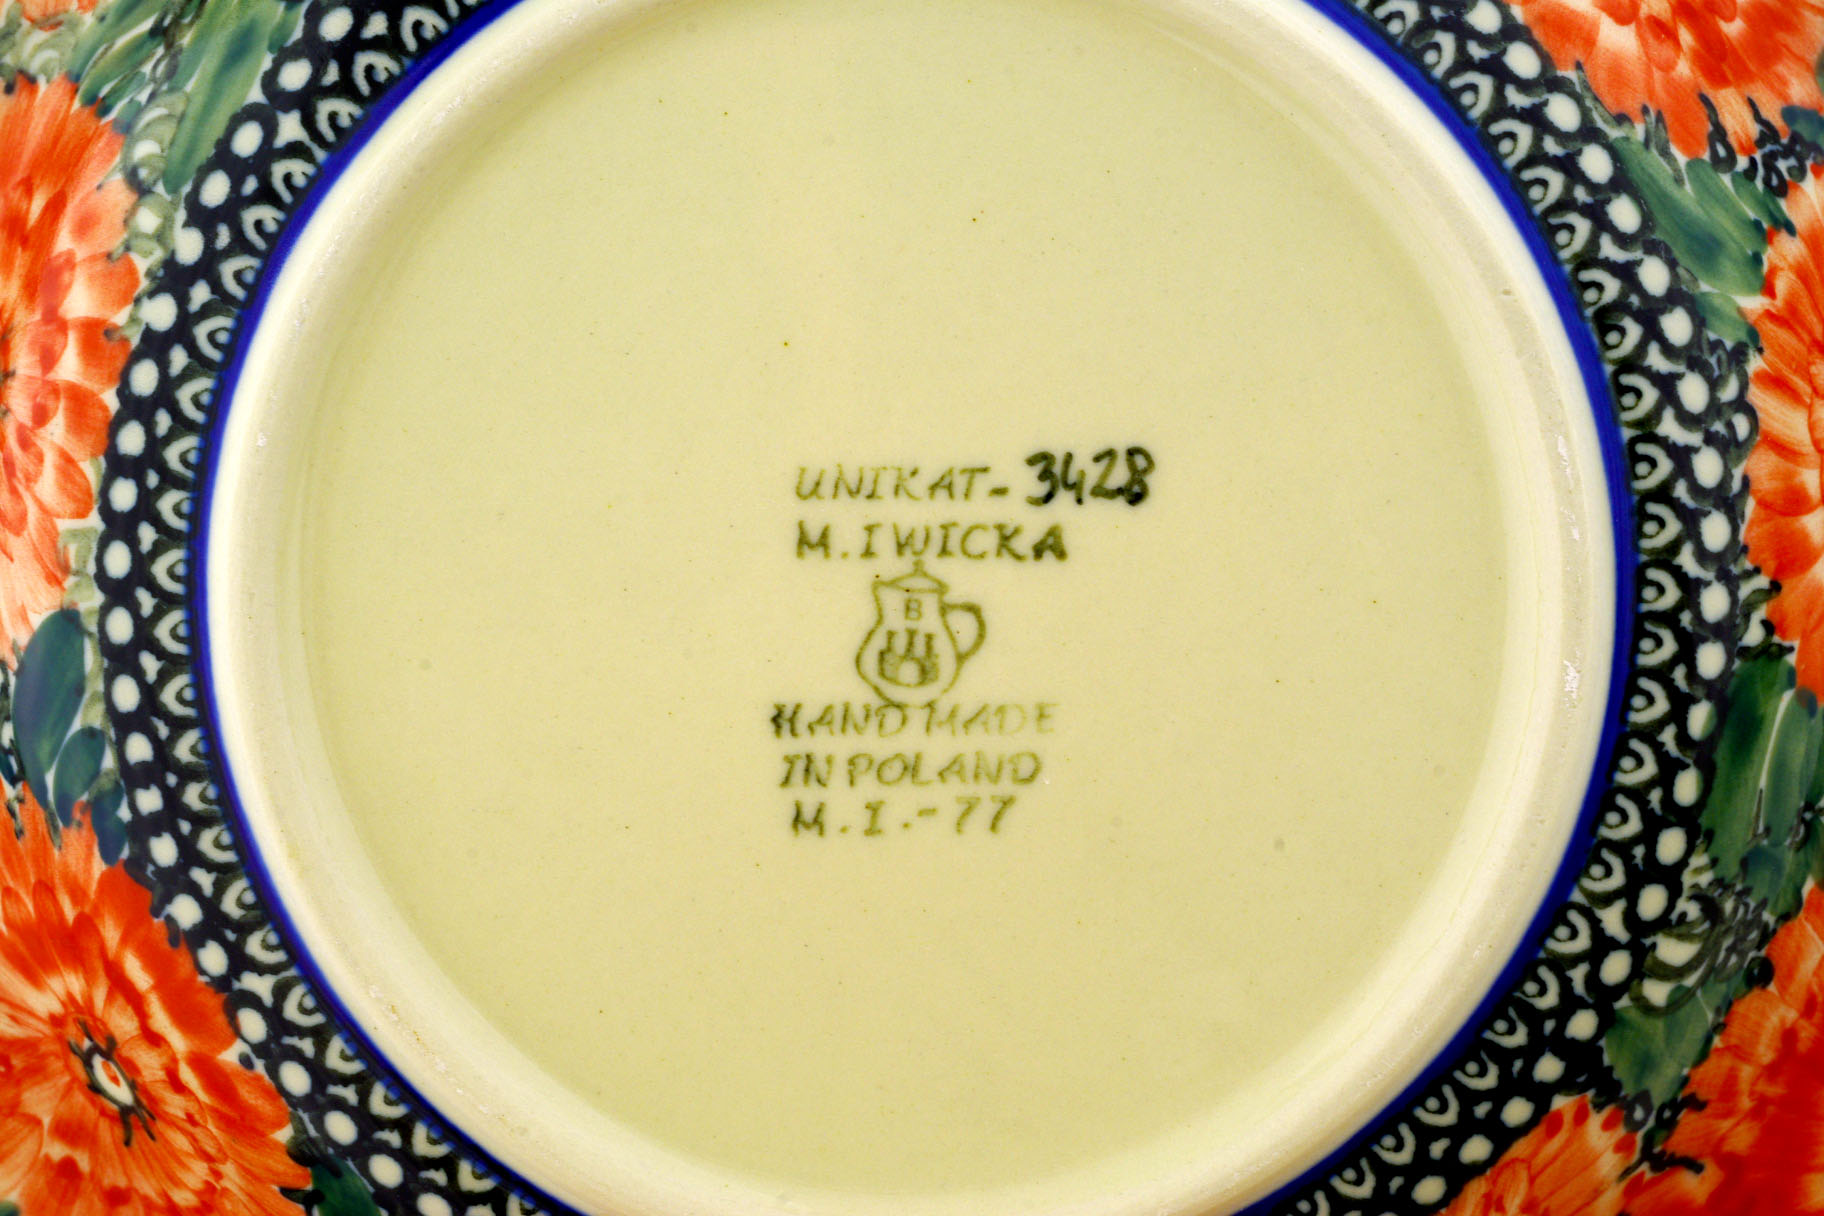 UNIKAT-3428
M. IWICKA
B
HAND MADE
IN POLAND
M. I.-77